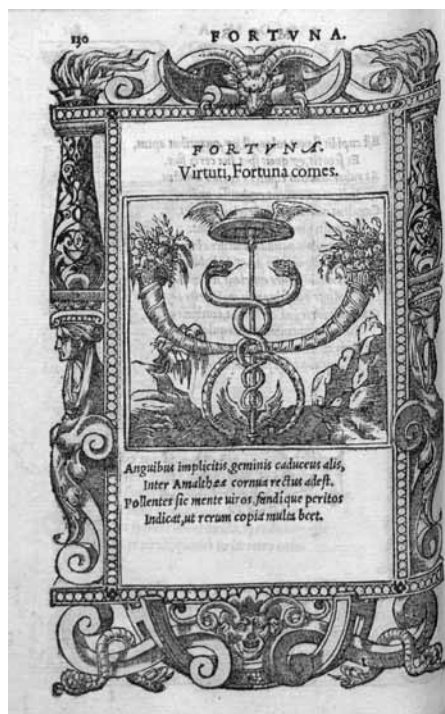 130
FORTVNA.
FORTVNA.
Virtuti, Fortuna comes.
Anguibus implicitis, geminis caduceus alis,
Inter Amalthææ cornua rectus adest.
Pollentes sic mente uiros, fandique peritos
Indicat, ut rerum copia multa beet.